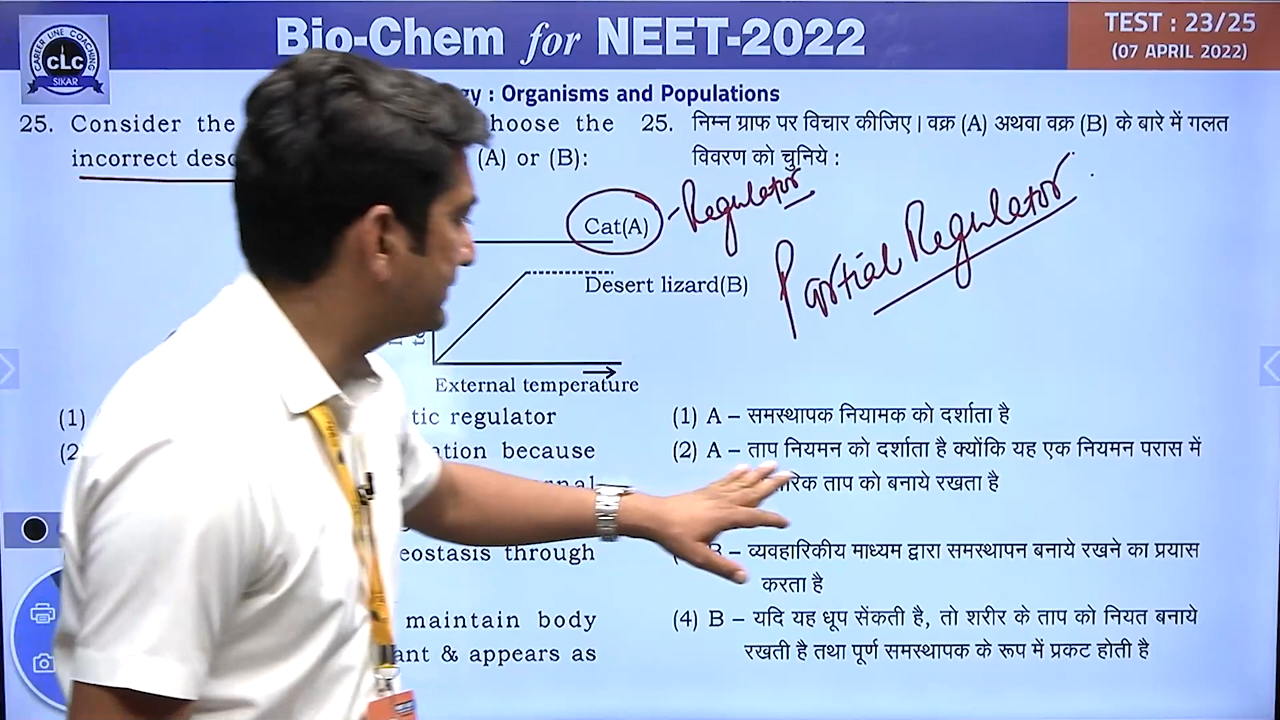 Bio-Chem for NEET-2022
TEST : 23/25
(07 APRIL 2022)
CAREER LINE COACHING
CLC
SIKAR
: Organisms and Populations
25. Consider the hoose the
incorrect (A) or (B):
Cat(A) - Regulator
Desert lizard(B)
Partial Regulator
External temperature
(1) tic regulator
(2 because
through
maintain body
& appears as
25. निम्न ग्राफ पर विचार कीजिए। वक्र (A) अथवा वक्र (B) के बारे में गलत
विवरण को चुनिये :
(1) A – समस्थापक नियामक को दर्शाता है
(2) A – ताप नियमन को दर्शाता है क्योंकि यह एक नियमन परास में
ताप को बनाये रखता है
B – व्यवहारिकीय माध्यम द्वारा समस्थापन बनाये रखने का प्रयास
करता है
(4) B – यदि यह धूप सेंकती है, तो शरीर के ताप को नियत बनाये
रखती है तथा पूर्ण समस्थापक के रूप में प्रकट होती है